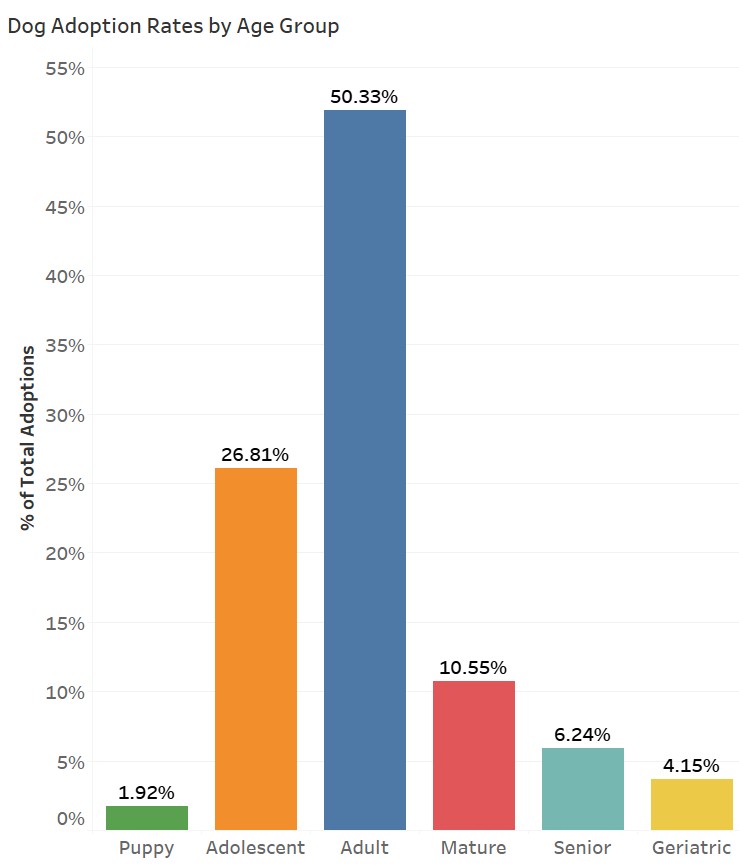 Dog Adoption Rates by Age Group
% of Total Adoptions
55%
50%
45%
40%
35%
30%
25%
20%
15%
10%
5%
0%
1.92%
26.81%
50.33%
10.55%
6.24%
4.15%
Puppy
Adolescent
Adult
Mature
Senior
Geriatric